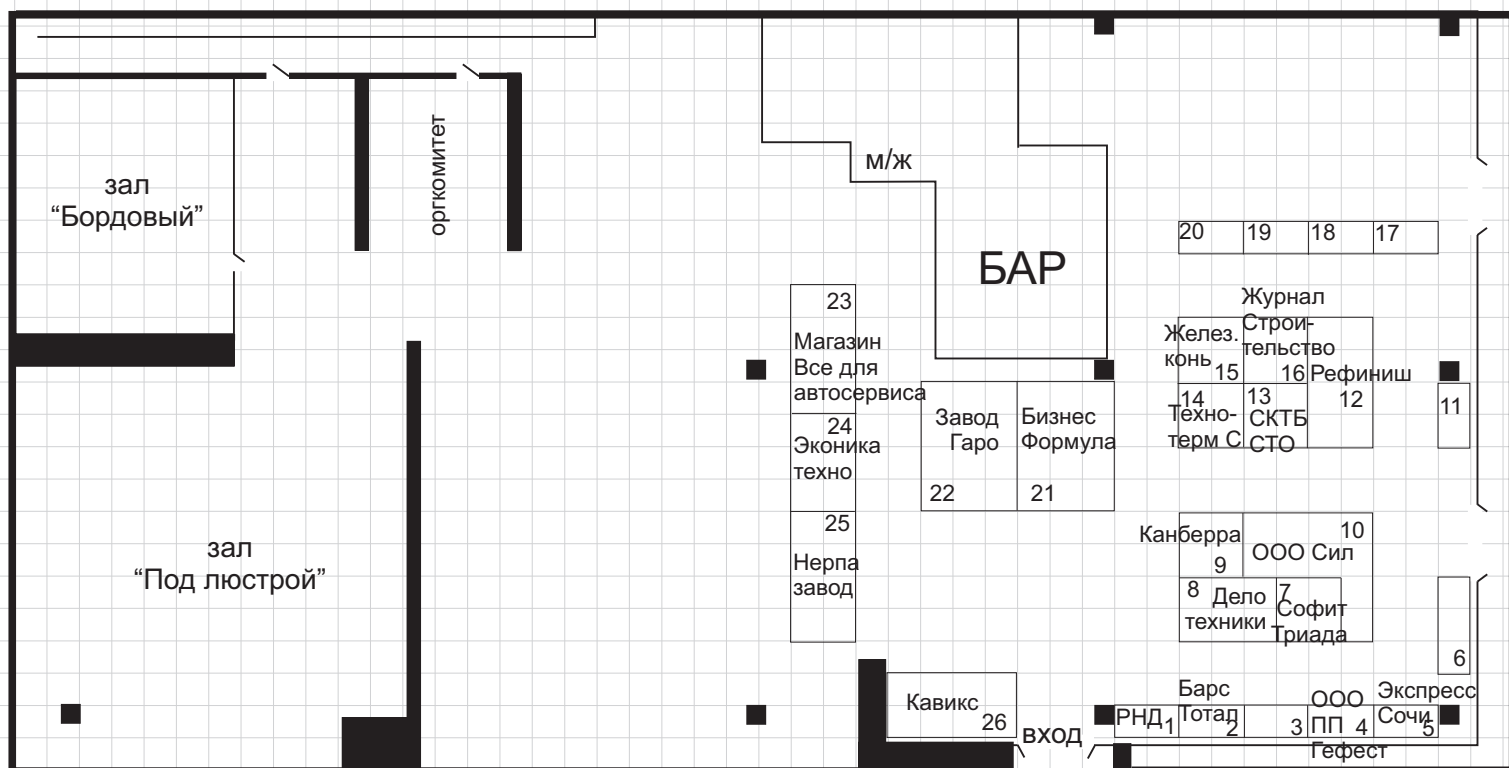 зал
“Бордовый”
оргкомитет
м/ж
БАР
20 19 18 17
23
Магазин
Все для
автосервиса
24
Эконика
техно
25
Нерпа
завод
Завод
Гаро
22
Бизнес
Формула
21
Журнал
Строи-
тельство
16
Желез.
конь
15
Рефиниш
12
14
Техно-
терм С
13
СКТБ
СТО
11
зал
“Под люстрой”
Канберра
9
10
ООО Сил
8 Дело
техники
7
Софит
Триада
6
Кавикс
26
вход
РНД 1
Барс
Тотал
2
3
ООО
ПП 4
Гефест
Экспресс
Сочи
5